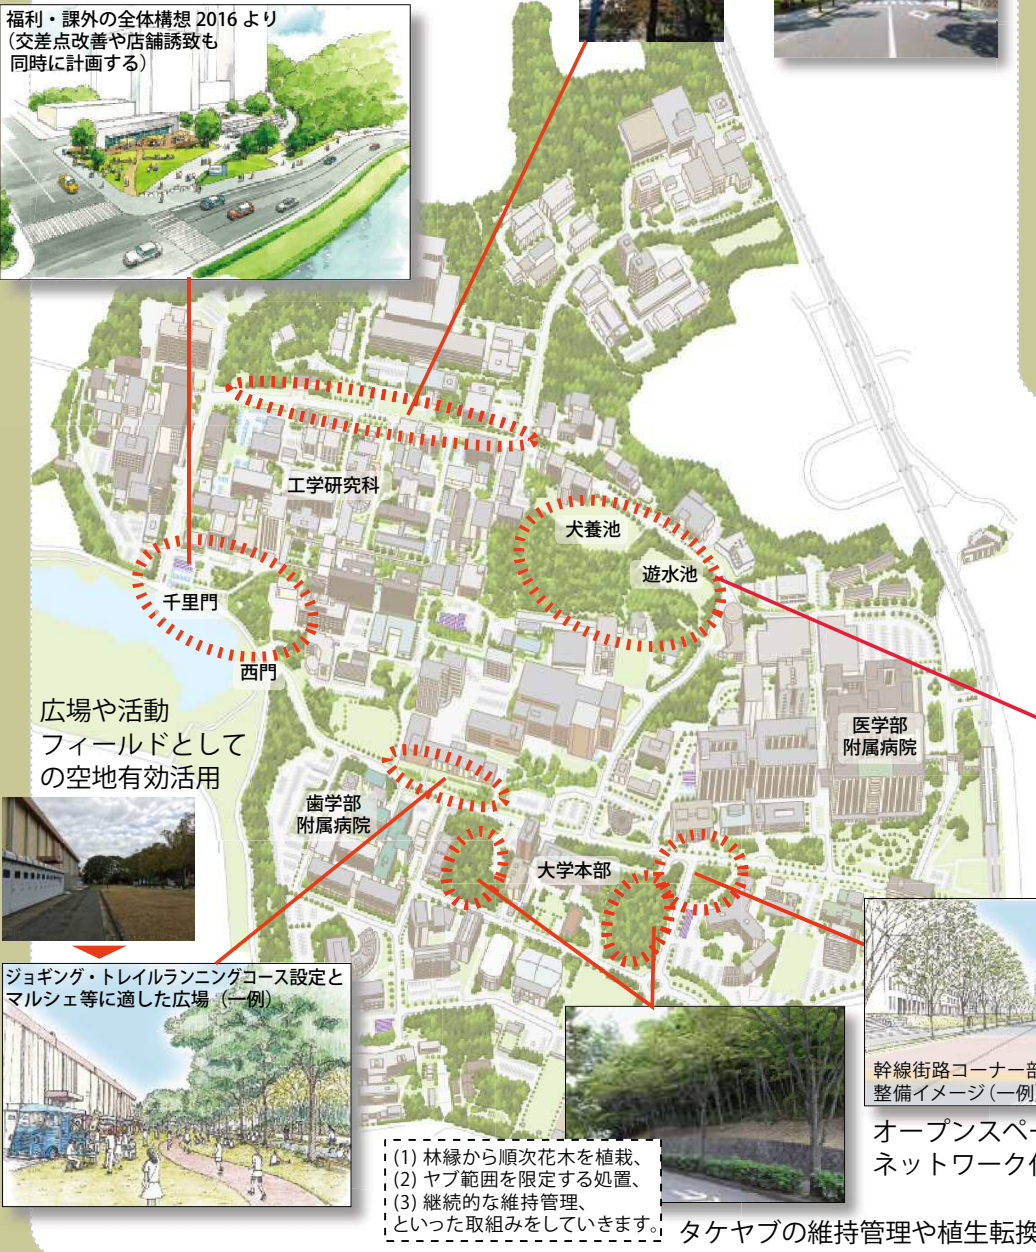 福利・課外の全体構想 2016 より
（交差点改善や店舗誘致も
同時に計画する）
工学研究科
犬養池
遊水池
千里門
西門
広場や活動
フィールドとして
の空地有効活用
医学部
附属病院
歯学部
附属病院
大学本部
ジョギング・トレイルランニングコース設定と
マルシェ等に適した広場（一例）
幹線街路コーナー部
整備イメージ（一例
オープンスペー
ネットワーク化
(1) 林縁から順次花木を植栽、
(2) ヤブ範囲を限定する処置、
(3) 継続的な維持管理、
といった取組みをしていきます。
タケヤブの維持管理や植生転換